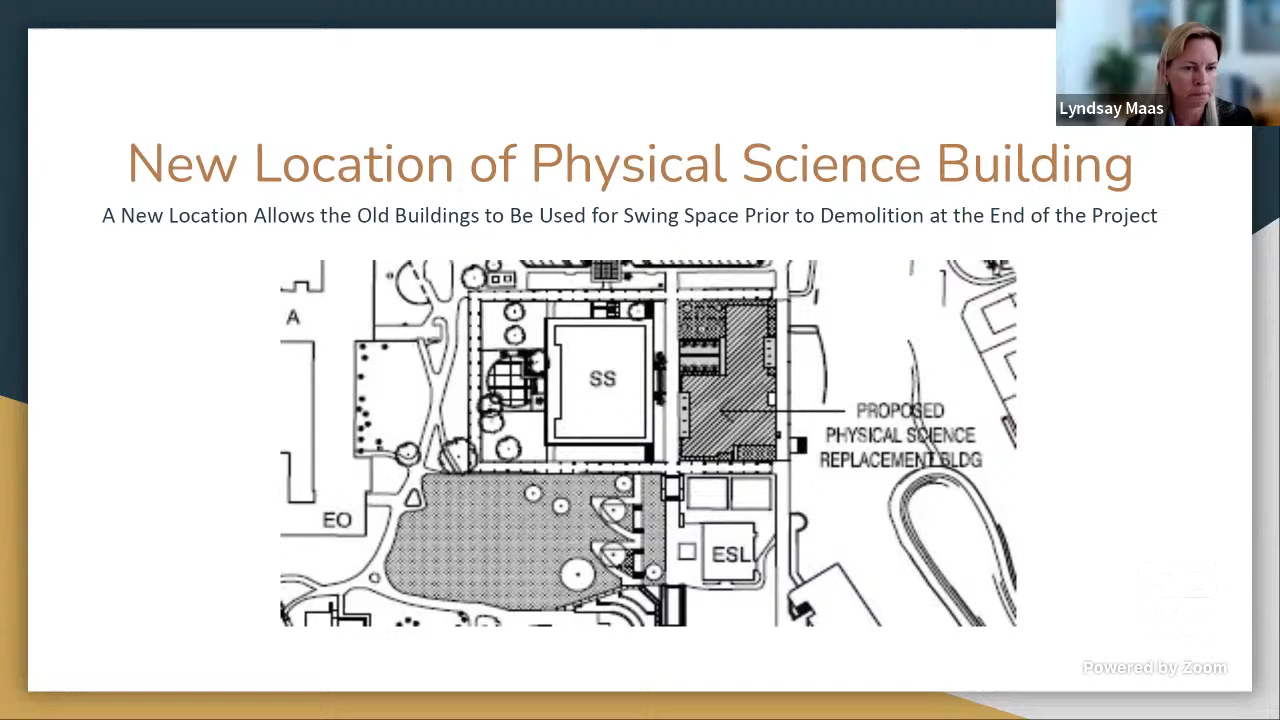 Lyndsay Maas
New Location of Physical Science Building
A New Location Allows the Old Buildings to Be Used for Swing Space Prior to Demolition at the End of the Project
A
SS
PROPOSED
PHYSICAL SCIENCE
REPLACEMENT BLDG
EO
ESL
Powered by Zoom